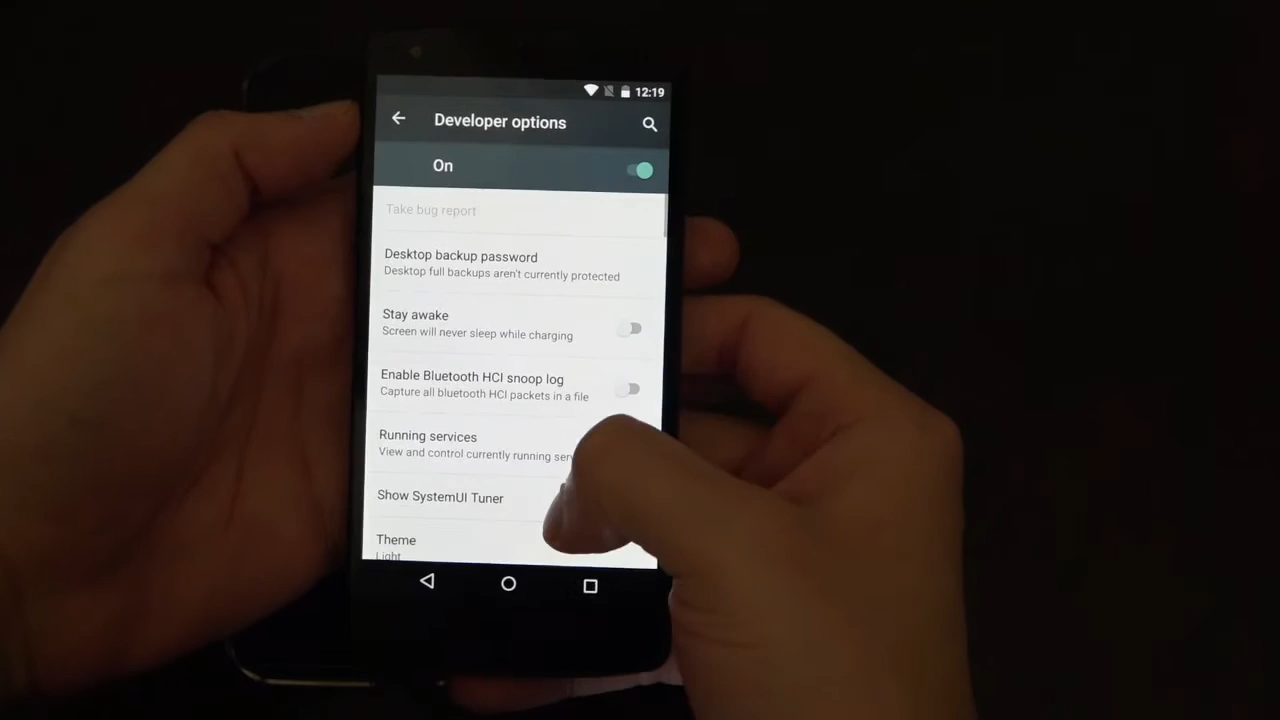 12:19
Developer options
On
Take bug report
Desktop backup password
Desktop full backups aren't currently protected
Stay awake
Screen will never sleep while charging
Enable Bluetooth HCI snoop log
Capture all bluetooth HCI packets in a file
Running services
View and control currently running
Show SystemUI Tuner
Theme
Light